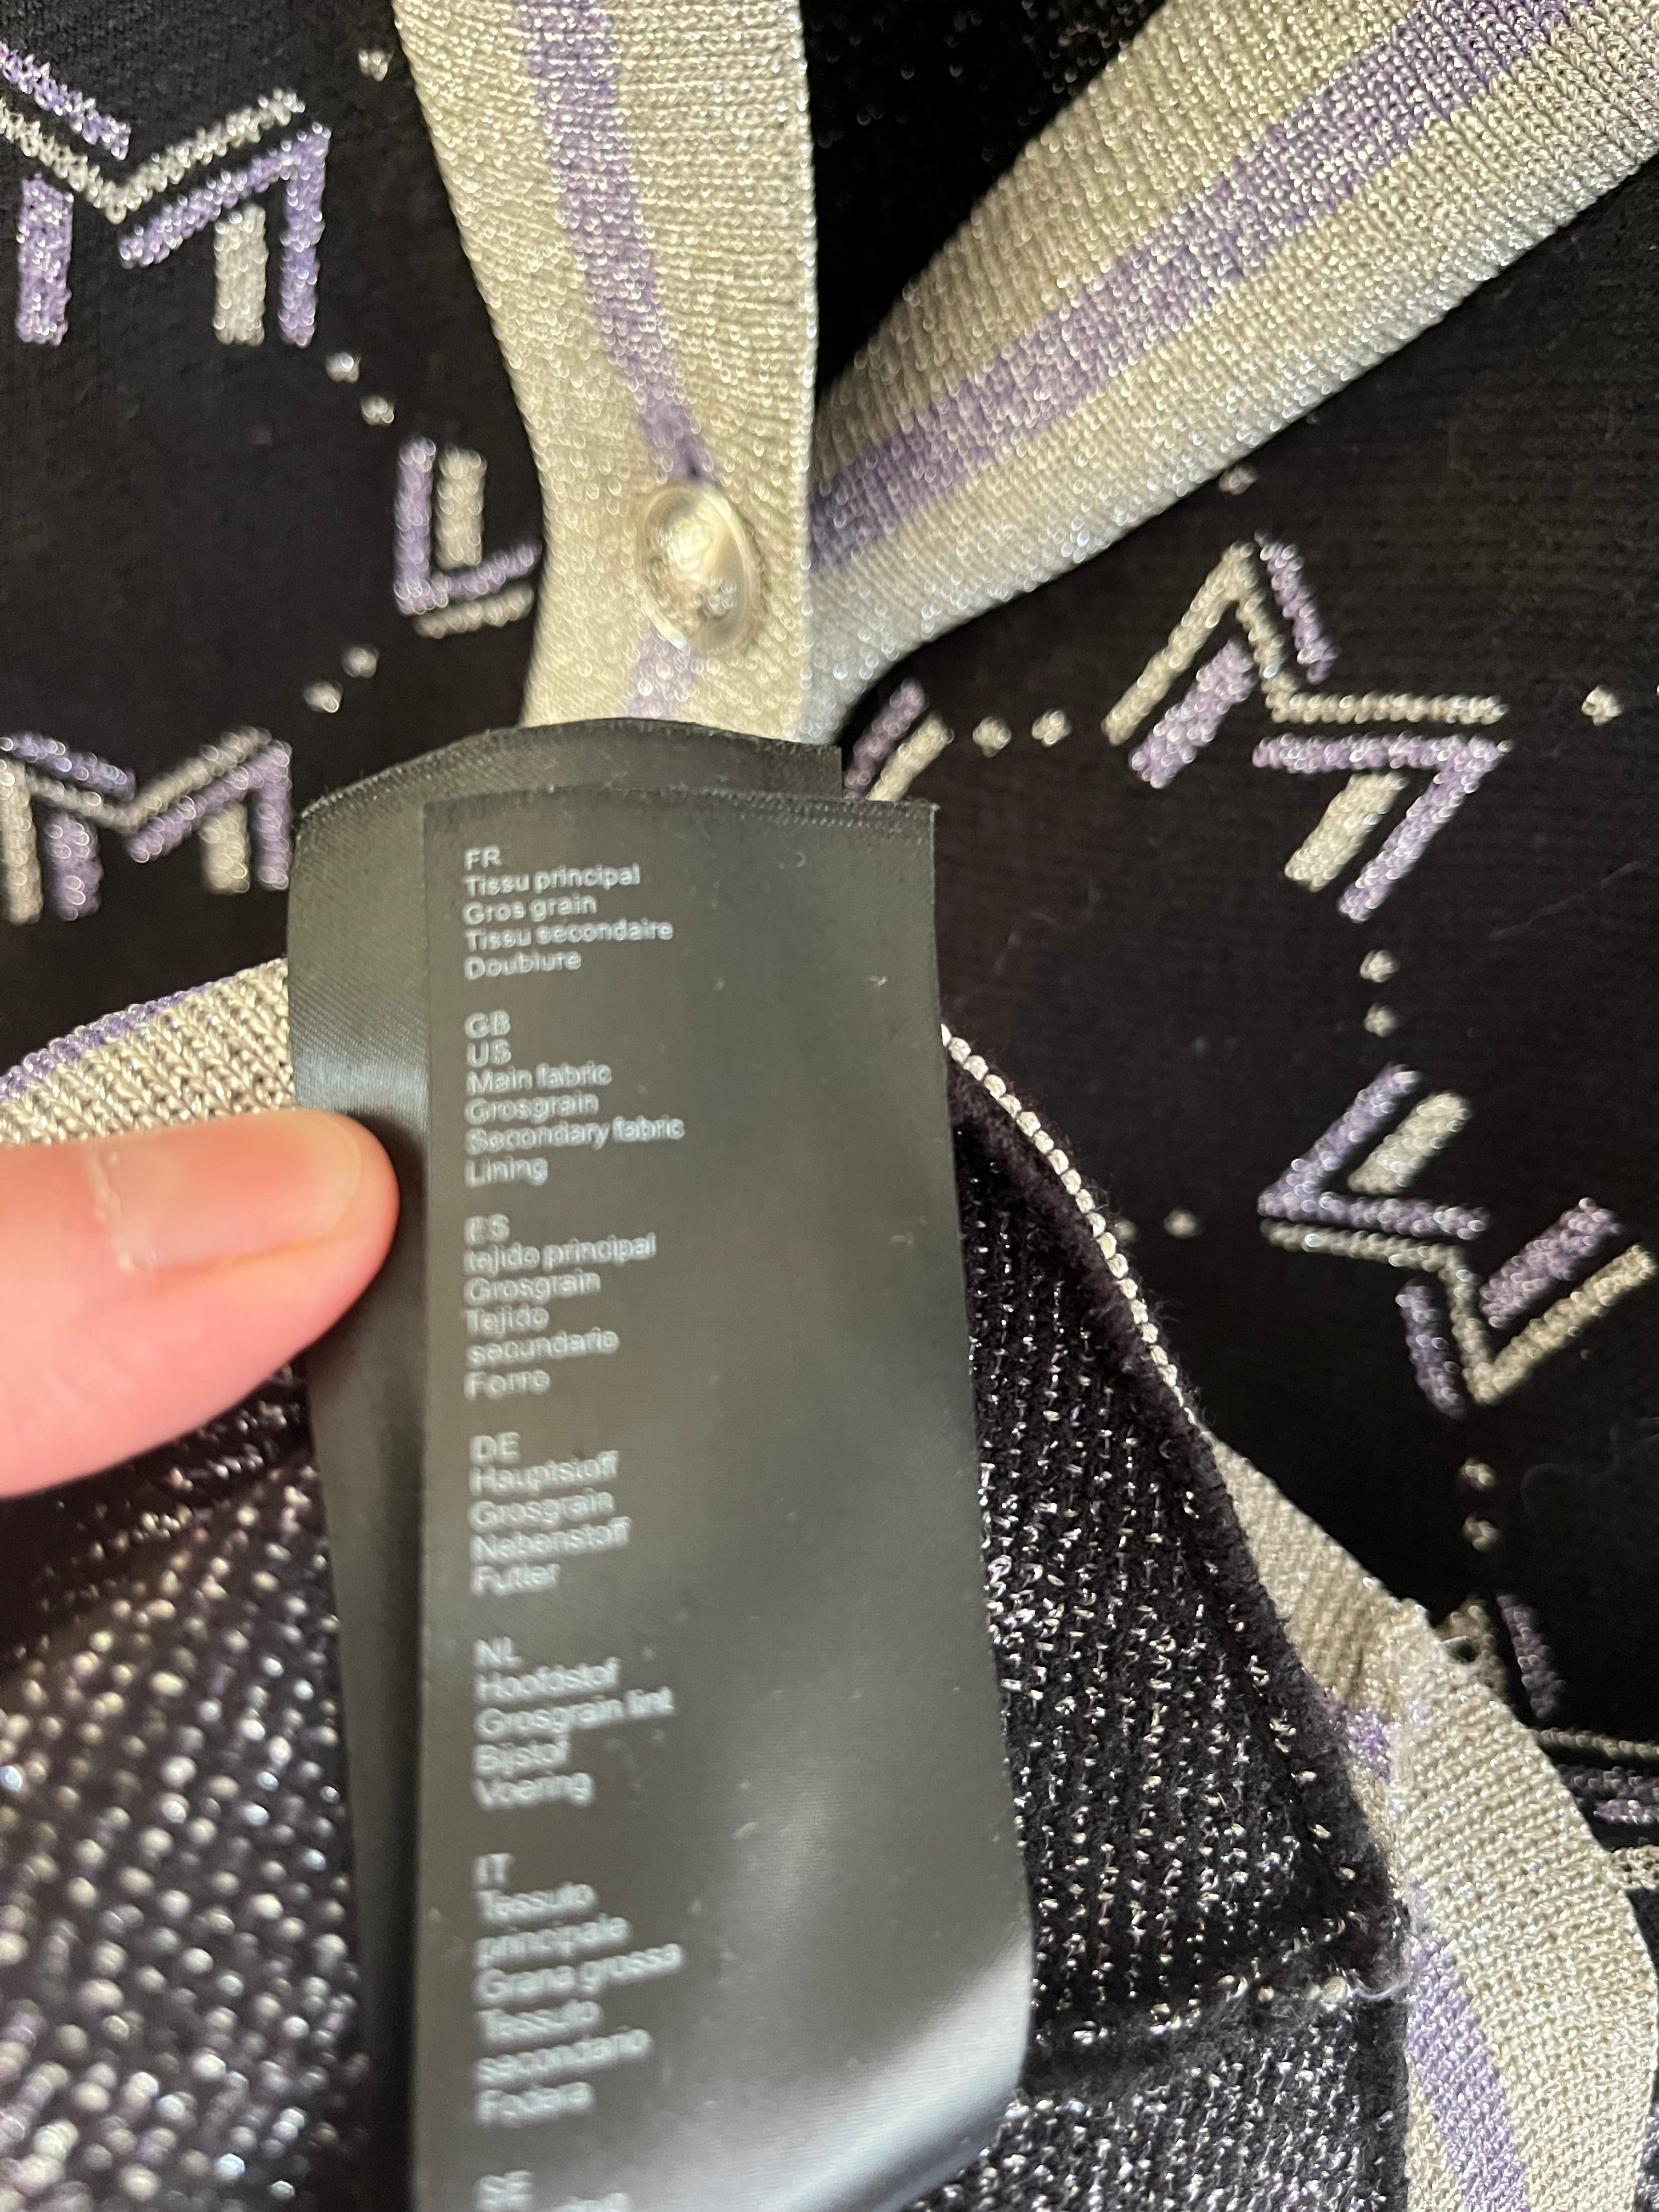 FR
Tissu principal
Gros grain
Tissu secondaire
Doublure
GB
US
Main fabric
Grosgrain
Secondary fabric
Lining
ES
tejido principal
Grosgrain
Tejido
secundario
Forro
DE
Hauptstoff
Grosgrain
Nebenstoff
Futter
NL
Hoofdstof
Grosgrain lint
Bijstof
Voering
IT
Tessuto
principale
Grana grossa
Tessuto
secondario
Fodera
SE